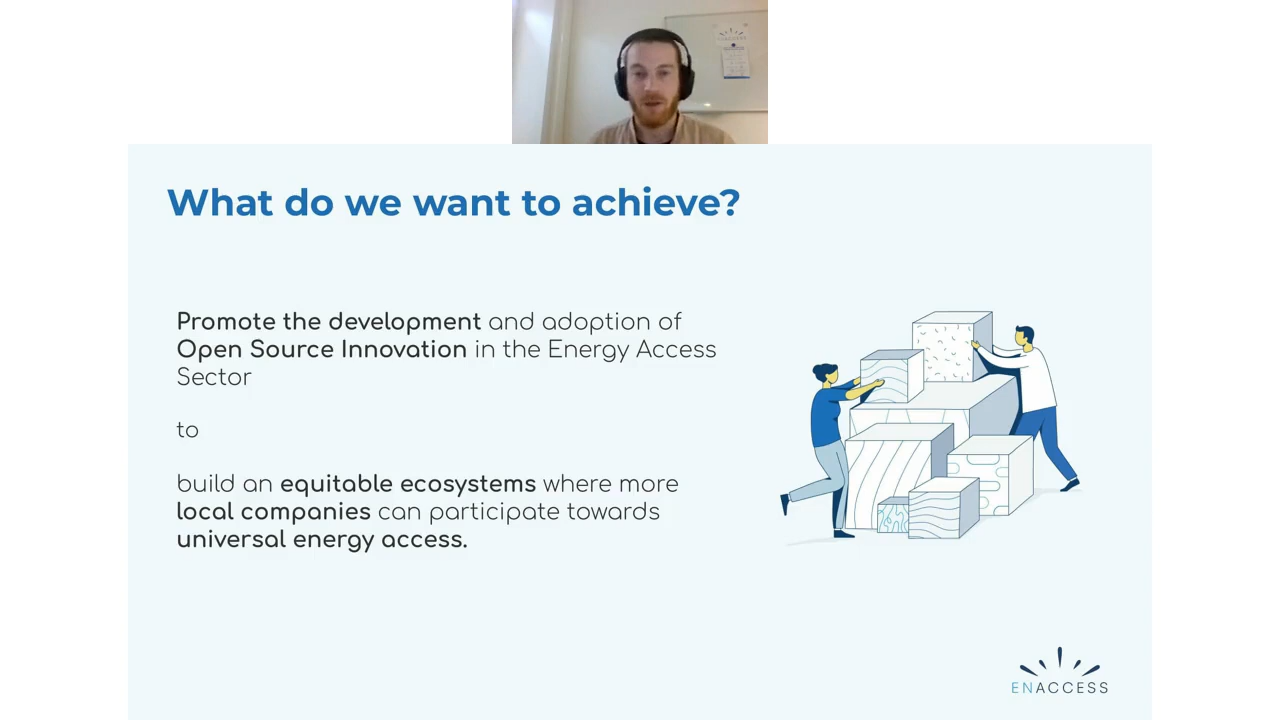 What do we want to achieve?
Promote the development and adoption of
Open Source Innovation in the Energy Access
Sector
to
build an equitable ecosystems where more
local companies can participate towards
universal energy access.
ENACCESS